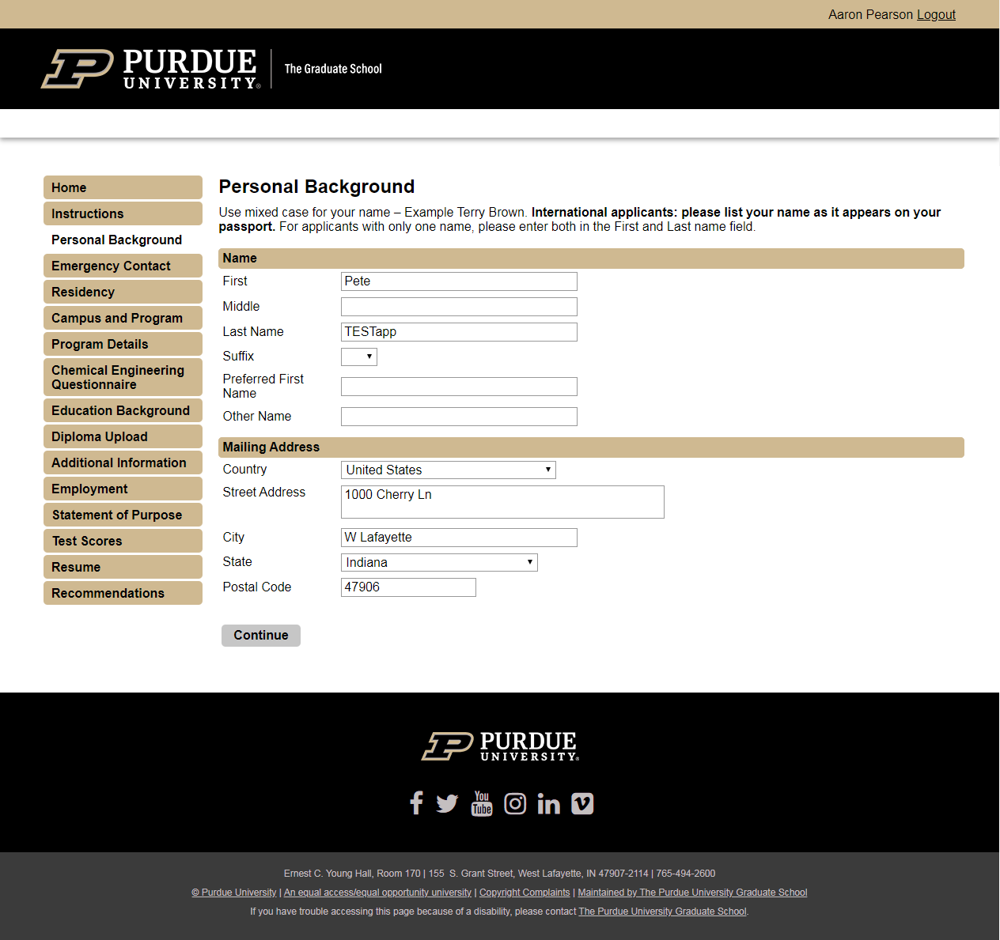 Aaron Pearson Logout
PURDUE
UNIVERSITY®
The Graduate School
Home
Instructions
Personal Background
Emergency Contact
Residency
Campus and Program
Program Details
Chemical Engineering
Questionnaire
Education Background
Diploma Upload
Additional Information
Employment
Statement of Purpose
Test Scores
Resume
Recommendations
Personal Background
Use mixed case for your name – Example Terry Brown. International applicants: please list your name as it appears on your
passport. For applicants with only one name, please enter both in the First and Last name field.
Name
First Pete
Middle
Last Name TESTapp
Suffix
Preferred First
Name
Other Name
Mailing Address
Country United States
Street Address 1000 Cherry Ln
City W Lafayette
State Indiana
Postal Code 47906
Continue
PURDUE
UNIVERSITY®
You
Tube
in
Ernest C. Young Hall, Room 170 | 155 S. Grant Street, West Lafayette, IN 47907-2114 | 765-494-2600
© Purdue University | An equal access/equal opportunity university | Copyright Complaints | Maintained by The Purdue University Graduate School
If you have trouble accessing this page because of a disability, please contact The Purdue University Graduate School.